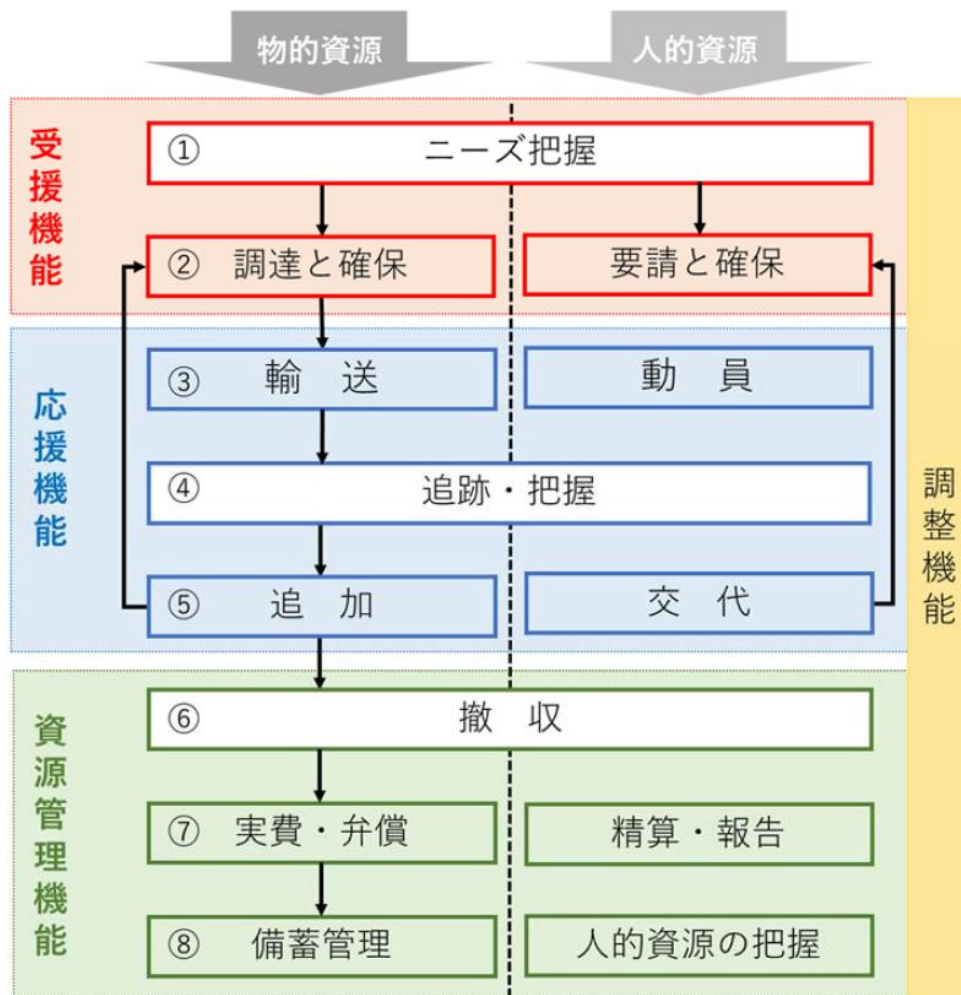 物的資源
人的資源
受援機能
① ニーズ把握
② 調達と確保
要請と確保
応援機能
③ 輸　送
動　員
④ 追跡・把握
⑤ 追　加
交　代
資源管理機能
⑥ 撤　収
⑦ 実費・弁償
精算・報告
⑧ 備蓄管理
人的資源の把握
調整機能